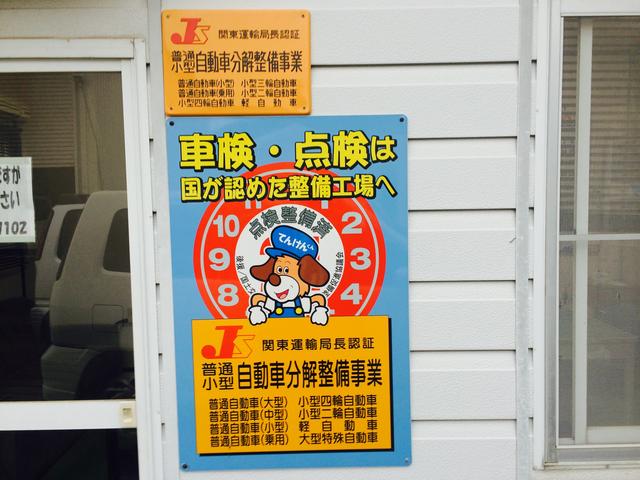 JS 関東運輸局長認証
普通
小型 自動車分解整備事業
普通自動車(小型) 小型三輪自動車
普通自動車(乗用) 小型二輪自動車
小型四輪自動車 軽自動車
車検・点検は
国が認めた整備工場へ
点検整備済
10 2
9 3
8 4
てんけんくん
JS 関東運輸局長認証
普通
小型 自動車分解整備事業
普通自動車(大型) 小型四輪自動車
普通自動車(中型) 小型二輪自動車
普通自動車(小型) 軽自動車
普通自動車(乗用) 大型特殊自動車
ですが
さい
7102